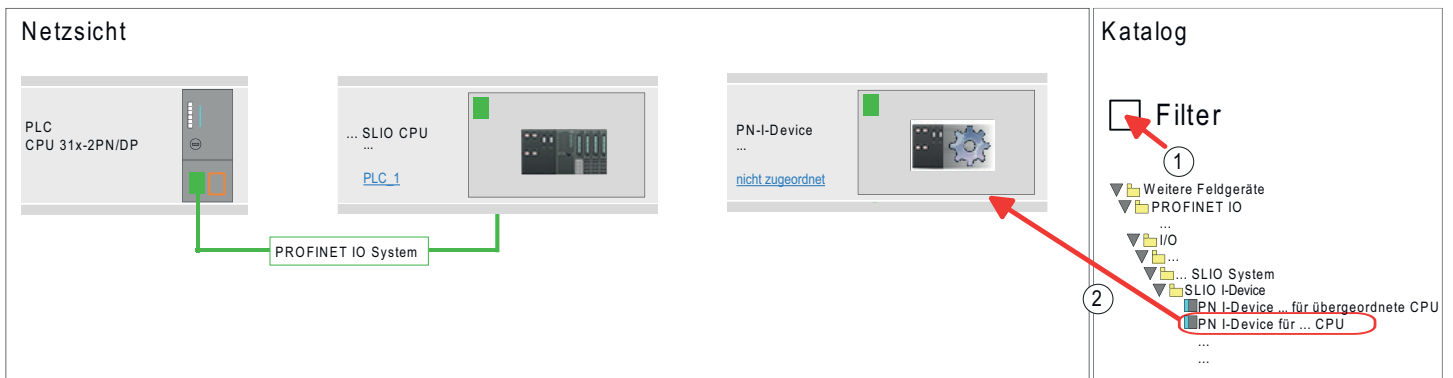 Netzsicht
PLC
CPU 31x-2PN/DP
... SLIO CPU
...
PLC_1
PROFINET IO System
PN-I-Device
...
nicht zugeordnet
Katalog
Filter
1
Weitere Feldgeräte
PROFINET IO
...
I/O
...
... SLIO System
SLIO I-Device
PN I-Device ... für übergeordnete CPU
PN I-Device für ... CPU
...
...
2